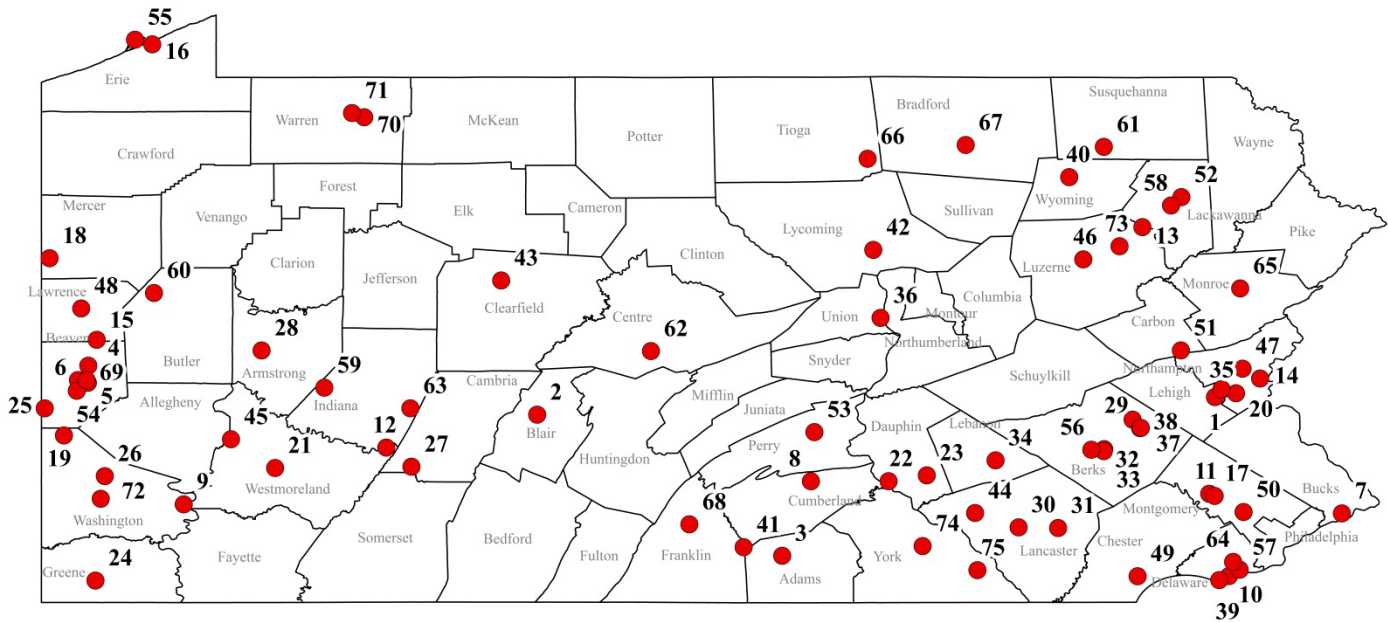 55
16
Erie
71
70
Warren
McKean
Potter
Tioga
Bradford
66
67
Susquehanna
61
Wayne
Crawford
40
Forest
Mercer
Venango
Elk
Cameron
Lycoming
Sullivan
Wyoming
58
52
Lackawanna
18
Clarion
Jefferson
43
Clinton
42
46
73
13
Pike
Luzerne
65
Lawrence
48
60
Clearfield
Centre
Union
36
Montour
Columbia
Monroe
15
Beaver
28
62
Northumberland
Carbon
51
6
4
69
5
Butler
Armstrong
59
Snyder
Schuylkill
Northampton
47
35
14
Lehigh
25
54
Allegheny
45
Indiana
63
Cambria
2
Blair
Mifflin
Juniata
53
Dauphin
Lebanon
29
38
1
20
19
26
21
12
27
Huntingdon
Perry
8
22
23
34
56
32
37
Berks
33
72
Washington
9
Westmoreland
68
Cumberland
44
30
31
11
17
50
Bucks
7
Montgomery
24
Greene
Fayette
Somerset
Bedford
Fulton
Franklin
41
3
Adams
74
York
75
Lancaster
Chester
49
64
57
Philadelphia
Delaware
10
39